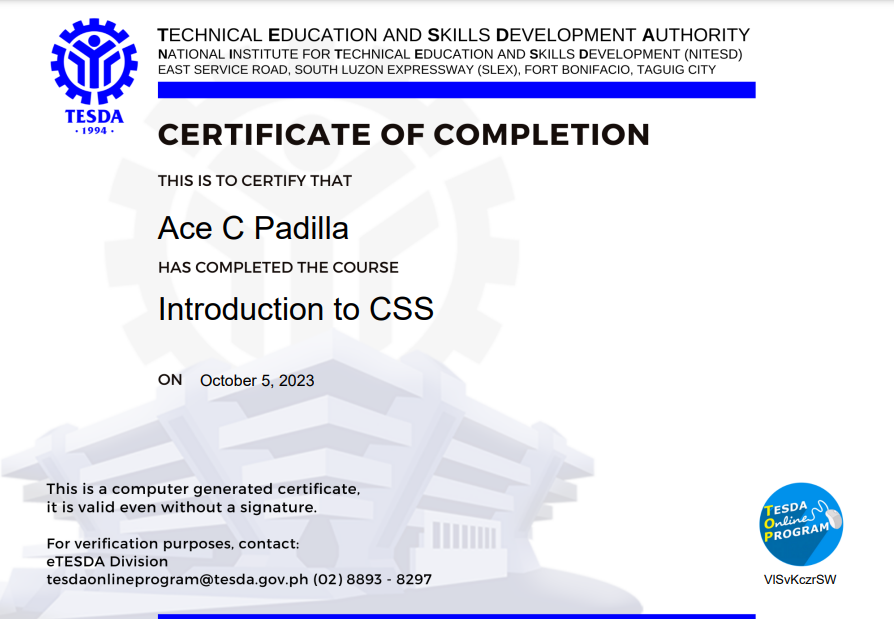 TECHNICAL EDUCATION AND SKILLS DEVELOPMENT AUTHORITY
NATIONAL INSTITUTE FOR TECHNICAL EDUCATION AND SKILLS DEVELOPMENT (NITESD)
EAST SERVICE ROAD, SOUTH LUZON EXPRESSWAY (SLEX), FORT BONIFACIO, TAGUIG CITY
TESDA
· 1994 ·
CERTIFICATE OF COMPLETION
THIS IS TO CERTIFY THAT
Ace C Padilla
HAS COMPLETED THE COURSE
Introduction to CSS
ON October 5, 2023
This is a computer generated certificate,
it is valid even without a signature.
For verification purposes, contact:
eTESDA Division
tesdaonlineprogram@tesda.gov.ph (02) 8893 - 8297
TESDA
Online
PROGRAM
VlSvKczrSW